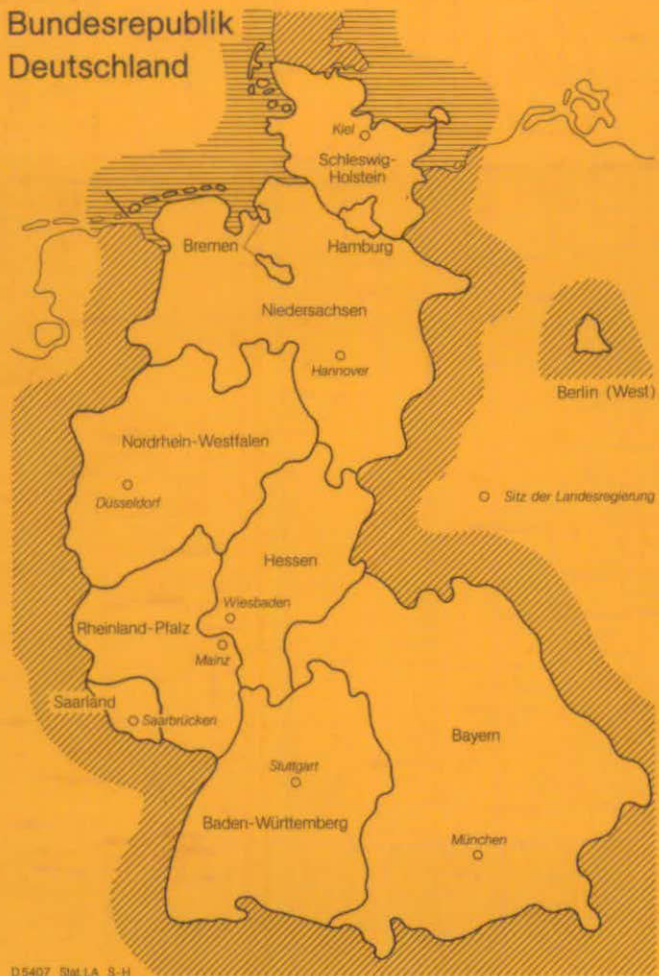 Bundesrepublik
Deutschland
Kiel
Schleswig-
Holstein
Bremen
Hamburg
Niedersachsen
Hannover
Berlin (West)
Nordrhein-Westfalen
Düsseldorf
Sitz der Landesregierung
Hessen
Wiesbaden
Rheinland-Pfalz
Mainz
Saarland
Saarbrücken
Bayern
Stuttgart
Baden-Württemberg
München
D5407 Stat.LA S-H